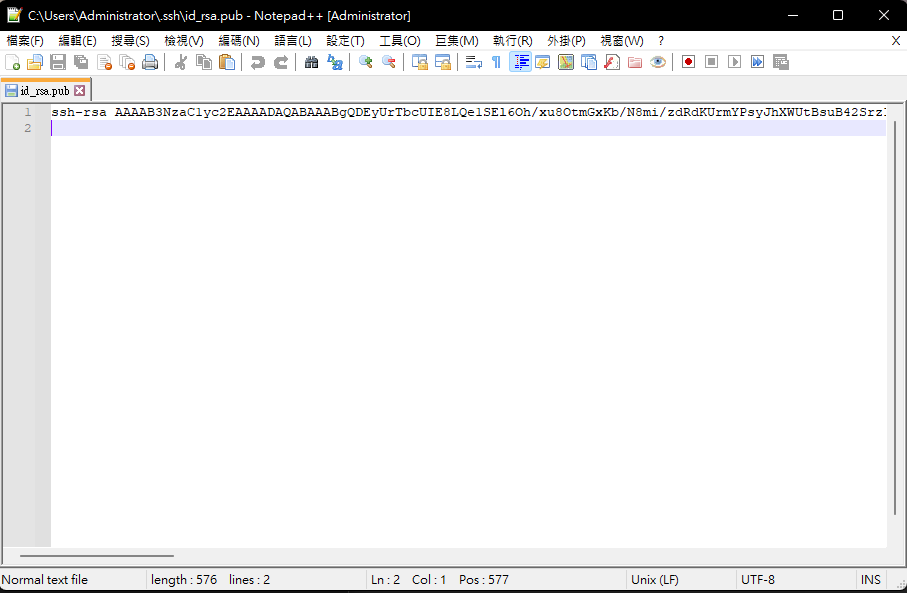 C:\Users\Administrator\.ssh\id_rsa.pub - Notepad++ [Administrator]
檔案(F) 編輯(E) 搜尋(S) 檢視(V) 編碼(N) 語言(L) 設定(T) 工具(O) 巨集(M) 執行(R) 外掛(P) 視窗(W) ? X
id_rsa.pub
1 ssh-rsa AAAAB3NzaC1yc2EAAAADAQABAAABgQDEyUrTbcUIE8LQelSEl6Oh/xu8OtmGxKb/N8mi/zdRdKUrmYPsyJhXWUtBsuB42Srz
2
Normal text file length : 576 lines : 2 Ln : 2 Col : 1 Pos : 577 Unix (LF) UTF-8 INS